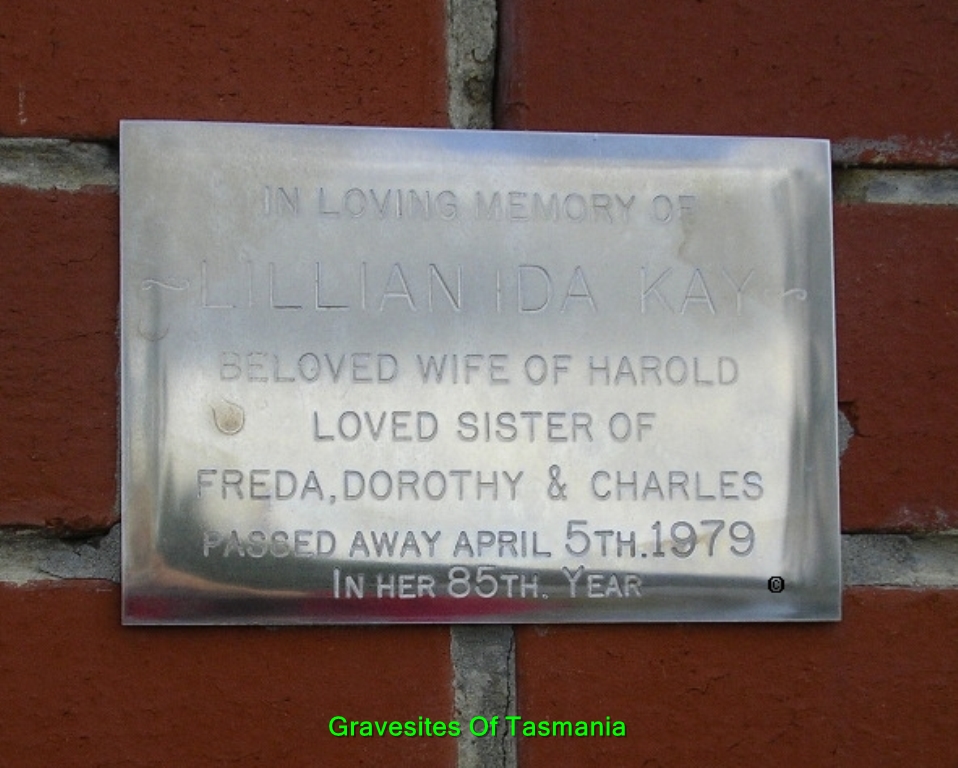 IN LOVING MEMORY OF
~LILLIAN IDA KAY~
BELOVED WIFE OF HAROLD
LOVED SISTER OF
FREDA, DOROTHY & CHARLES
PASSED AWAY APRIL 5TH. 1979
IN HER 85TH. YEAR
©
Gravesites Of Tasmania